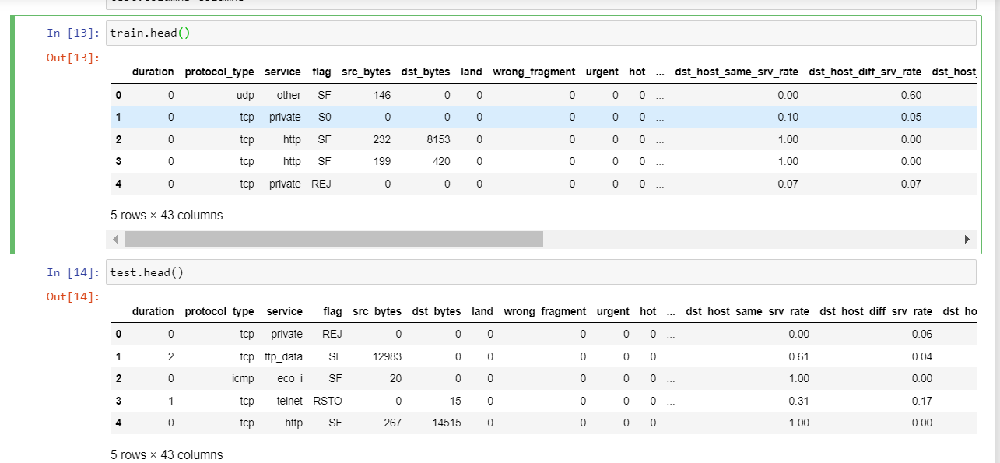 In [13]: train.head()
Out[13]:
duration protocol_type service flag src_bytes dst_bytes land wrong_fragment urgent hot ... dst_host_same_srv_rate dst_host_diff_srv_rate dst_host_
0 0 udp other SF 146 0 0 0 0 0 ... 0.00 0.60
1 0 tcp private S0 0 0 0 0 0 0 ... 0.10 0.05
2 0 tcp http SF 232 8153 0 0 0 0 ... 1.00 0.00
3 0 tcp http SF 199 420 0 0 0 0 ... 1.00 0.00
4 0 tcp private REJ 0 0 0 0 0 0 ... 0.07 0.07
5 rows × 43 columns
In [14]: test.head()
Out[14]:
duration protocol_type service flag src_bytes dst_bytes land wrong_fragment urgent hot ... dst_host_same_srv_rate dst_host_diff_srv_rate dst_ho
0 0 tcp private REJ 0 0 0 0 0 0 ... 0.00 0.06
1 2 tcp ftp_data SF 12983 0 0 0 0 0 ... 0.61 0.04
2 0 icmp eco_i SF 20 0 0 0 0 0 ... 1.00 0.00
3 1 tcp telnet RSTO 0 15 0 0 0 0 ... 0.31 0.17
4 0 tcp http SF 267 14515 0 0 0 0 ... 1.00 0.00
5 rows × 43 columns